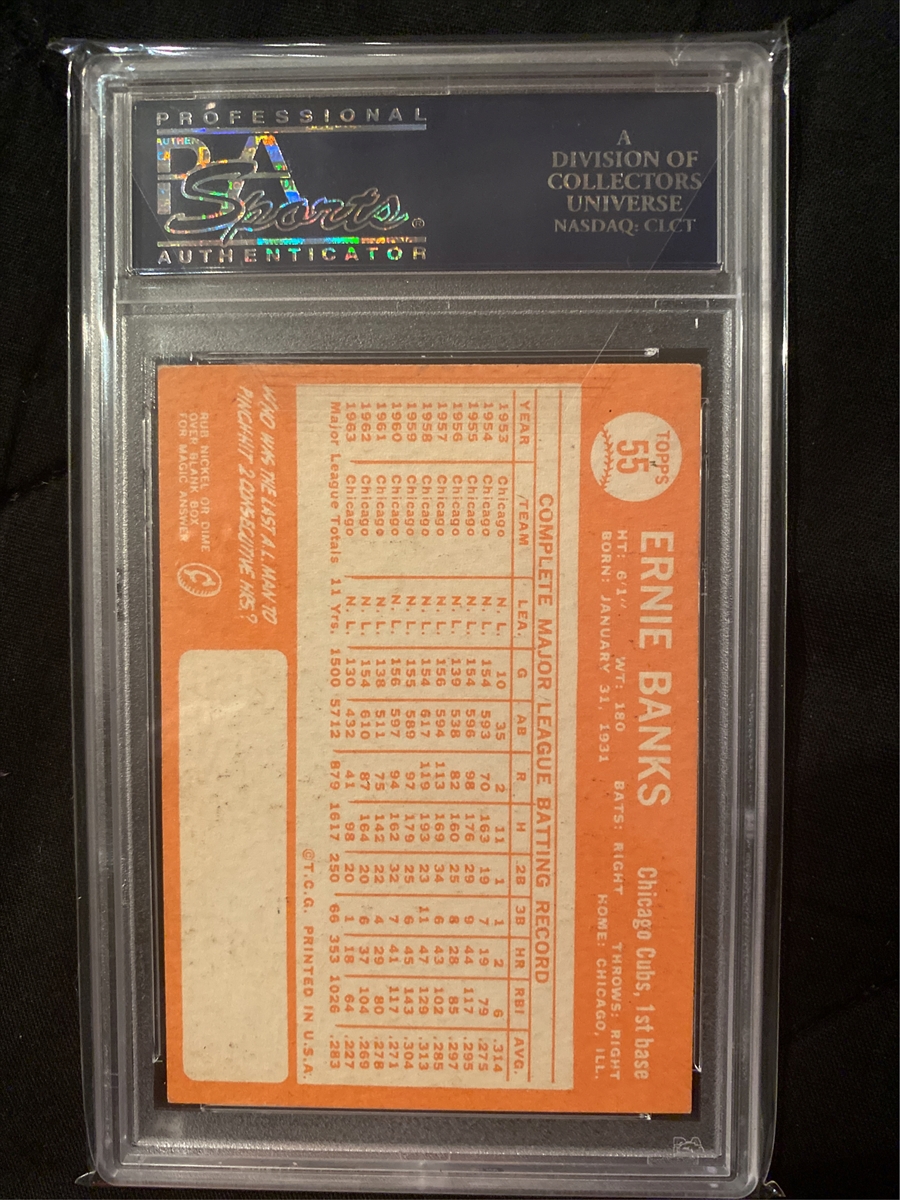 PROFESSIONAL
PSA
Sports®
AUTHENTICATOR
A
DIVISION OF
COLLECTORS
UNIVERSE
NASDAQ: CLCT
TOPPS
55
ERNIE BANKS Chicago Cubs, 1st base
HT: 6'1" WT: 180 BATS: RIGHT THROWS: RIGHT
BORN: JANUARY 31, 1931 HOME: CHICAGO, ILL.
COMPLETE MAJOR LEAGUE BATTING RECORD
YEAR TEAM LEA. G AB R H 2B 3B HR RBI AVG.
1953 Chicago N. L. 10 35 2 11 1 1 2 6 .314
1954 Chicago N. L. 154 593 70 163 19 7 19 79 .275
1955 Chicago N. L. 154 596 98 176 29 9 44 117 .295
1956 Chicago N. L. 139 538 82 160 25 8 28 85 .297
1957 Chicago N. L. 156 594 113 169 34 6 43 102 .285
1958 Chicago N. L. 154 617 119 193 23 11 47 129 .313
1959 Chicago N. L. 155 589 97 179 25 6 45 143 .304
1960 Chicago N. L. 156 597 94 162 32 7 41 117 .271
1961 Chicago N. L. 138 511 75 142 22 4 29 80 .278
1962 Chicago N. L. 154 610 87 164 20 6 37 104 .269
1963 Chicago N. L. 130 432 41 98 20 1 18 64 .227
Major League Totals 11 Yrs. 1500 5712 879 1617 250 66 353 1026 .283
©T.C.G. PRINTED IN U.S.A.
WHO WAS THE LAST A.L. MAN TO
PINCH HIT 2 CONSECUTIVE HRS.?
RUB NICKEL OR DIME
OVER BLANK BOX
FOR MAGIC ANSWER